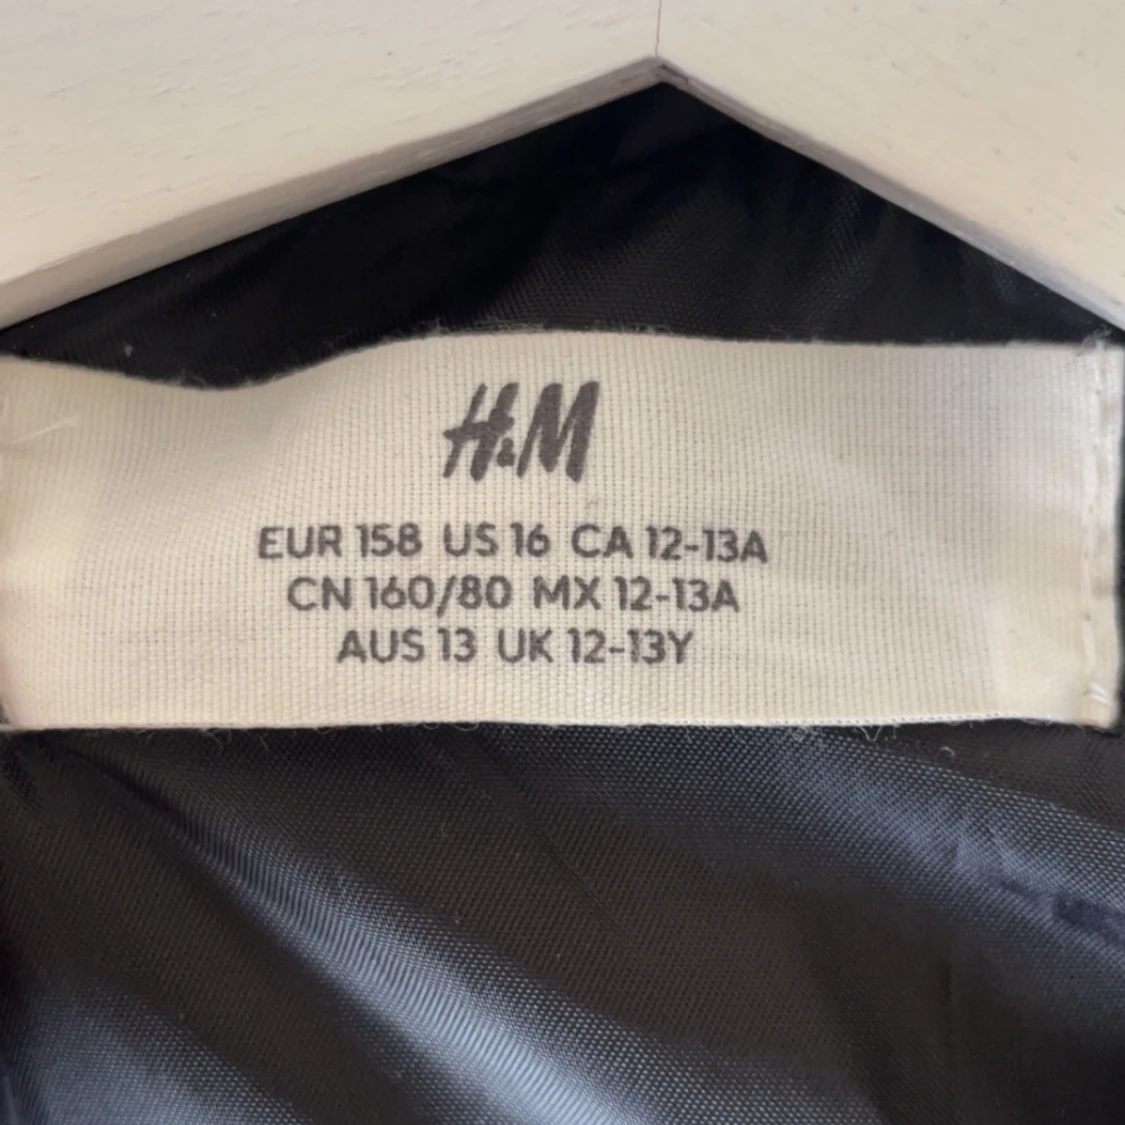 H&M
EUR 158 US 16 CA 12-13A
CN 160/80 MX 12-13A
AUS 13 UK 12-13Y